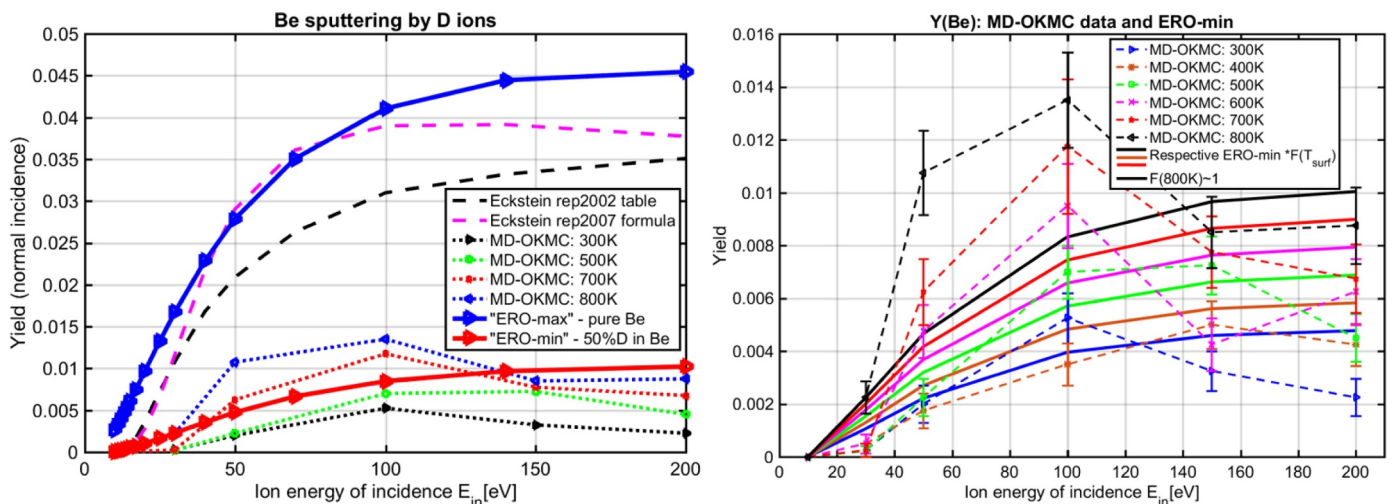 Be sputtering by D ions
Yield (normal incidence)
0.05
0.045
0.04
0.035
0.03
0.025
0.02
0.015
0.01
0.005
0
Eckstein rep2002 table
Eckstein rep2007 formula
MD-OKMC: 300K
MD-OKMC: 500K
MD-OKMC: 700K
MD-OKMC: 800K
"ERO-max" - pure Be
"ERO-min" - 50%D in Be
0 50 100 150 200
Ion energy of incidence E_in[eV]
Y(Be): MD-OKMC data and ERO-min
Yield
0.016
0.014
0.012
0.01
0.008
0.006
0.004
0.002
0
MD-OKMC: 300K
MD-OKMC: 400K
MD-OKMC: 500K
MD-OKMC: 600K
MD-OKMC: 700K
MD-OKMC: 800K
Respective ERO-min *F(T_surf)
F(800K)~1
0 20 40 60 80 100 120 140 160 180 200
Ion energy of incidence E_in[eV]